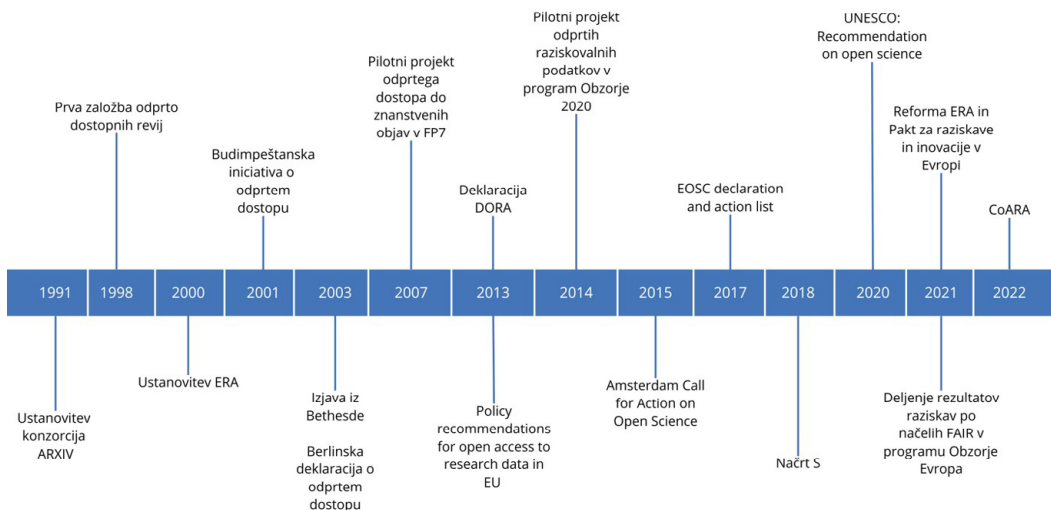 UNESCO:
Recommendation
on open science
Pilotni projekt
odprtih
raziskovalnih
podatkov v
program Obzorje
2020
Pilotni projekt
odprtega
dostopa do
znanstvenih
objav v FP7
Prva založba odprto
dostopnih revij
Reforma ERA in
Pakt za raziskave
in inovacije v
Evropi
Budimpeštanska
iniciativa o
odprtem
dostopu
Deklaracija
DORA
EOSC declaration
and action list
CoARA
1991 1998 2000 2001 2003 2007 2013 2014 2015 2017 2018 2020 2021 2022
Ustanovitev
konzorcija
ARXIV
Ustanovitev ERA
Izjava iz
Bethesde
Berlinska
deklaracija o
odprtem
dostopu
Policy
recommendations
for open access to
research data in
EU
Amsterdam Call
for Action on
Open Science
Načrt S
Deljenje rezultatov
raziskav po
načelih FAIR v
programu Obzorje
Evropa